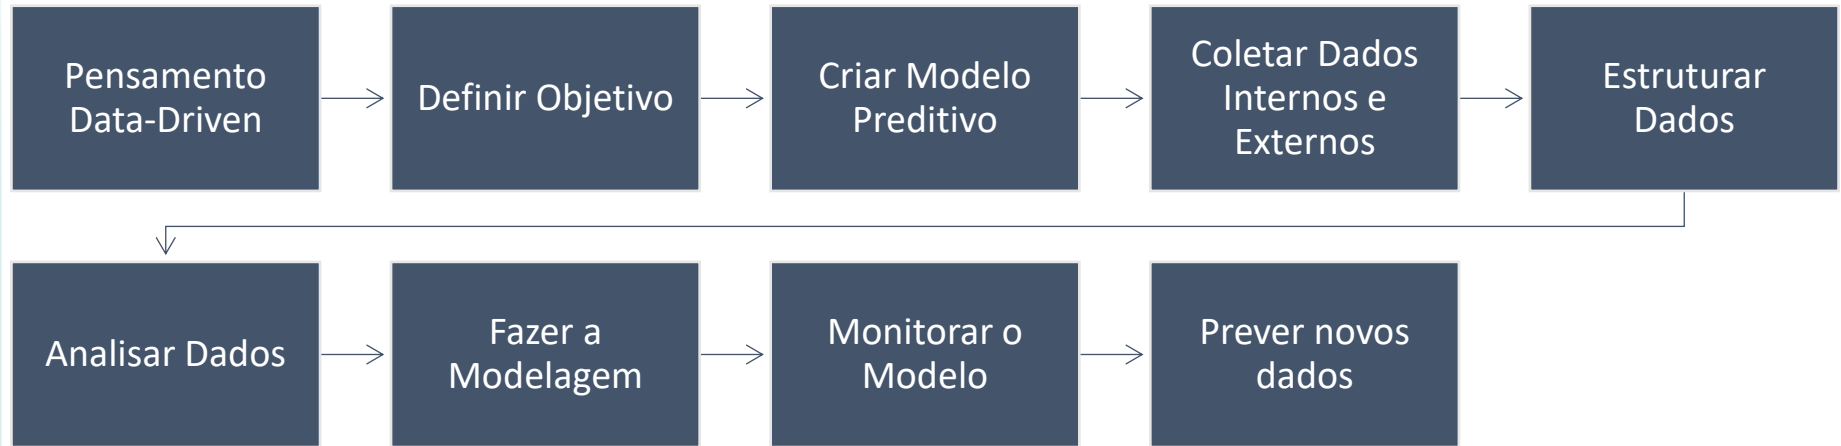 Pensamento
Data-Driven
Definir Objetivo
Criar Modelo
Preditivo
Coletar Dados
Internos e
Externos
Estruturar
Dados
Analisar Dados
Fazer a
Modelagem
Monitorar o
Modelo
Prever novos
dados